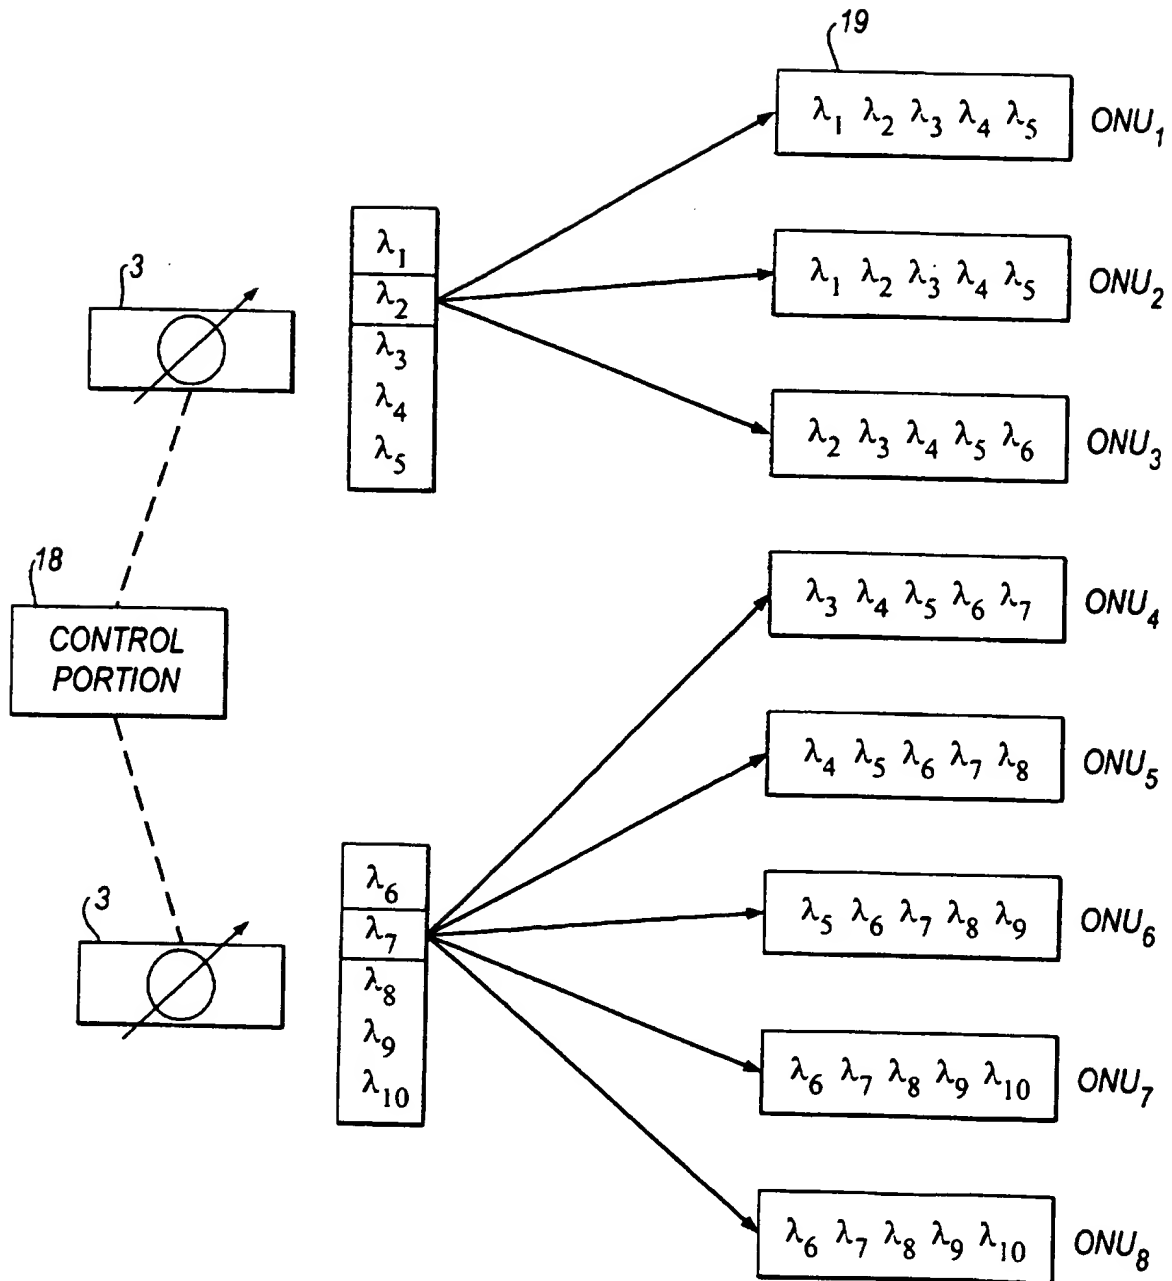 19
λ1 λ2 λ3 λ4 λ5 ONU1
3
λ1
λ2
λ3
λ4
λ5
λ1 λ2 λ3 λ4 λ5 ONU2
λ2 λ3 λ4 λ5 λ6 ONU3
18
CONTROL
PORTION
λ3 λ4 λ5 λ6 λ7 ONU4
λ4 λ5 λ6 λ7 λ8 ONU5
3
λ6
λ7
λ8
λ9
λ10
λ5 λ6 λ7 λ8 λ9 ONU6
λ6 λ7 λ8 λ9 λ10 ONU7
λ6 λ7 λ8 λ9 λ10 ONU8